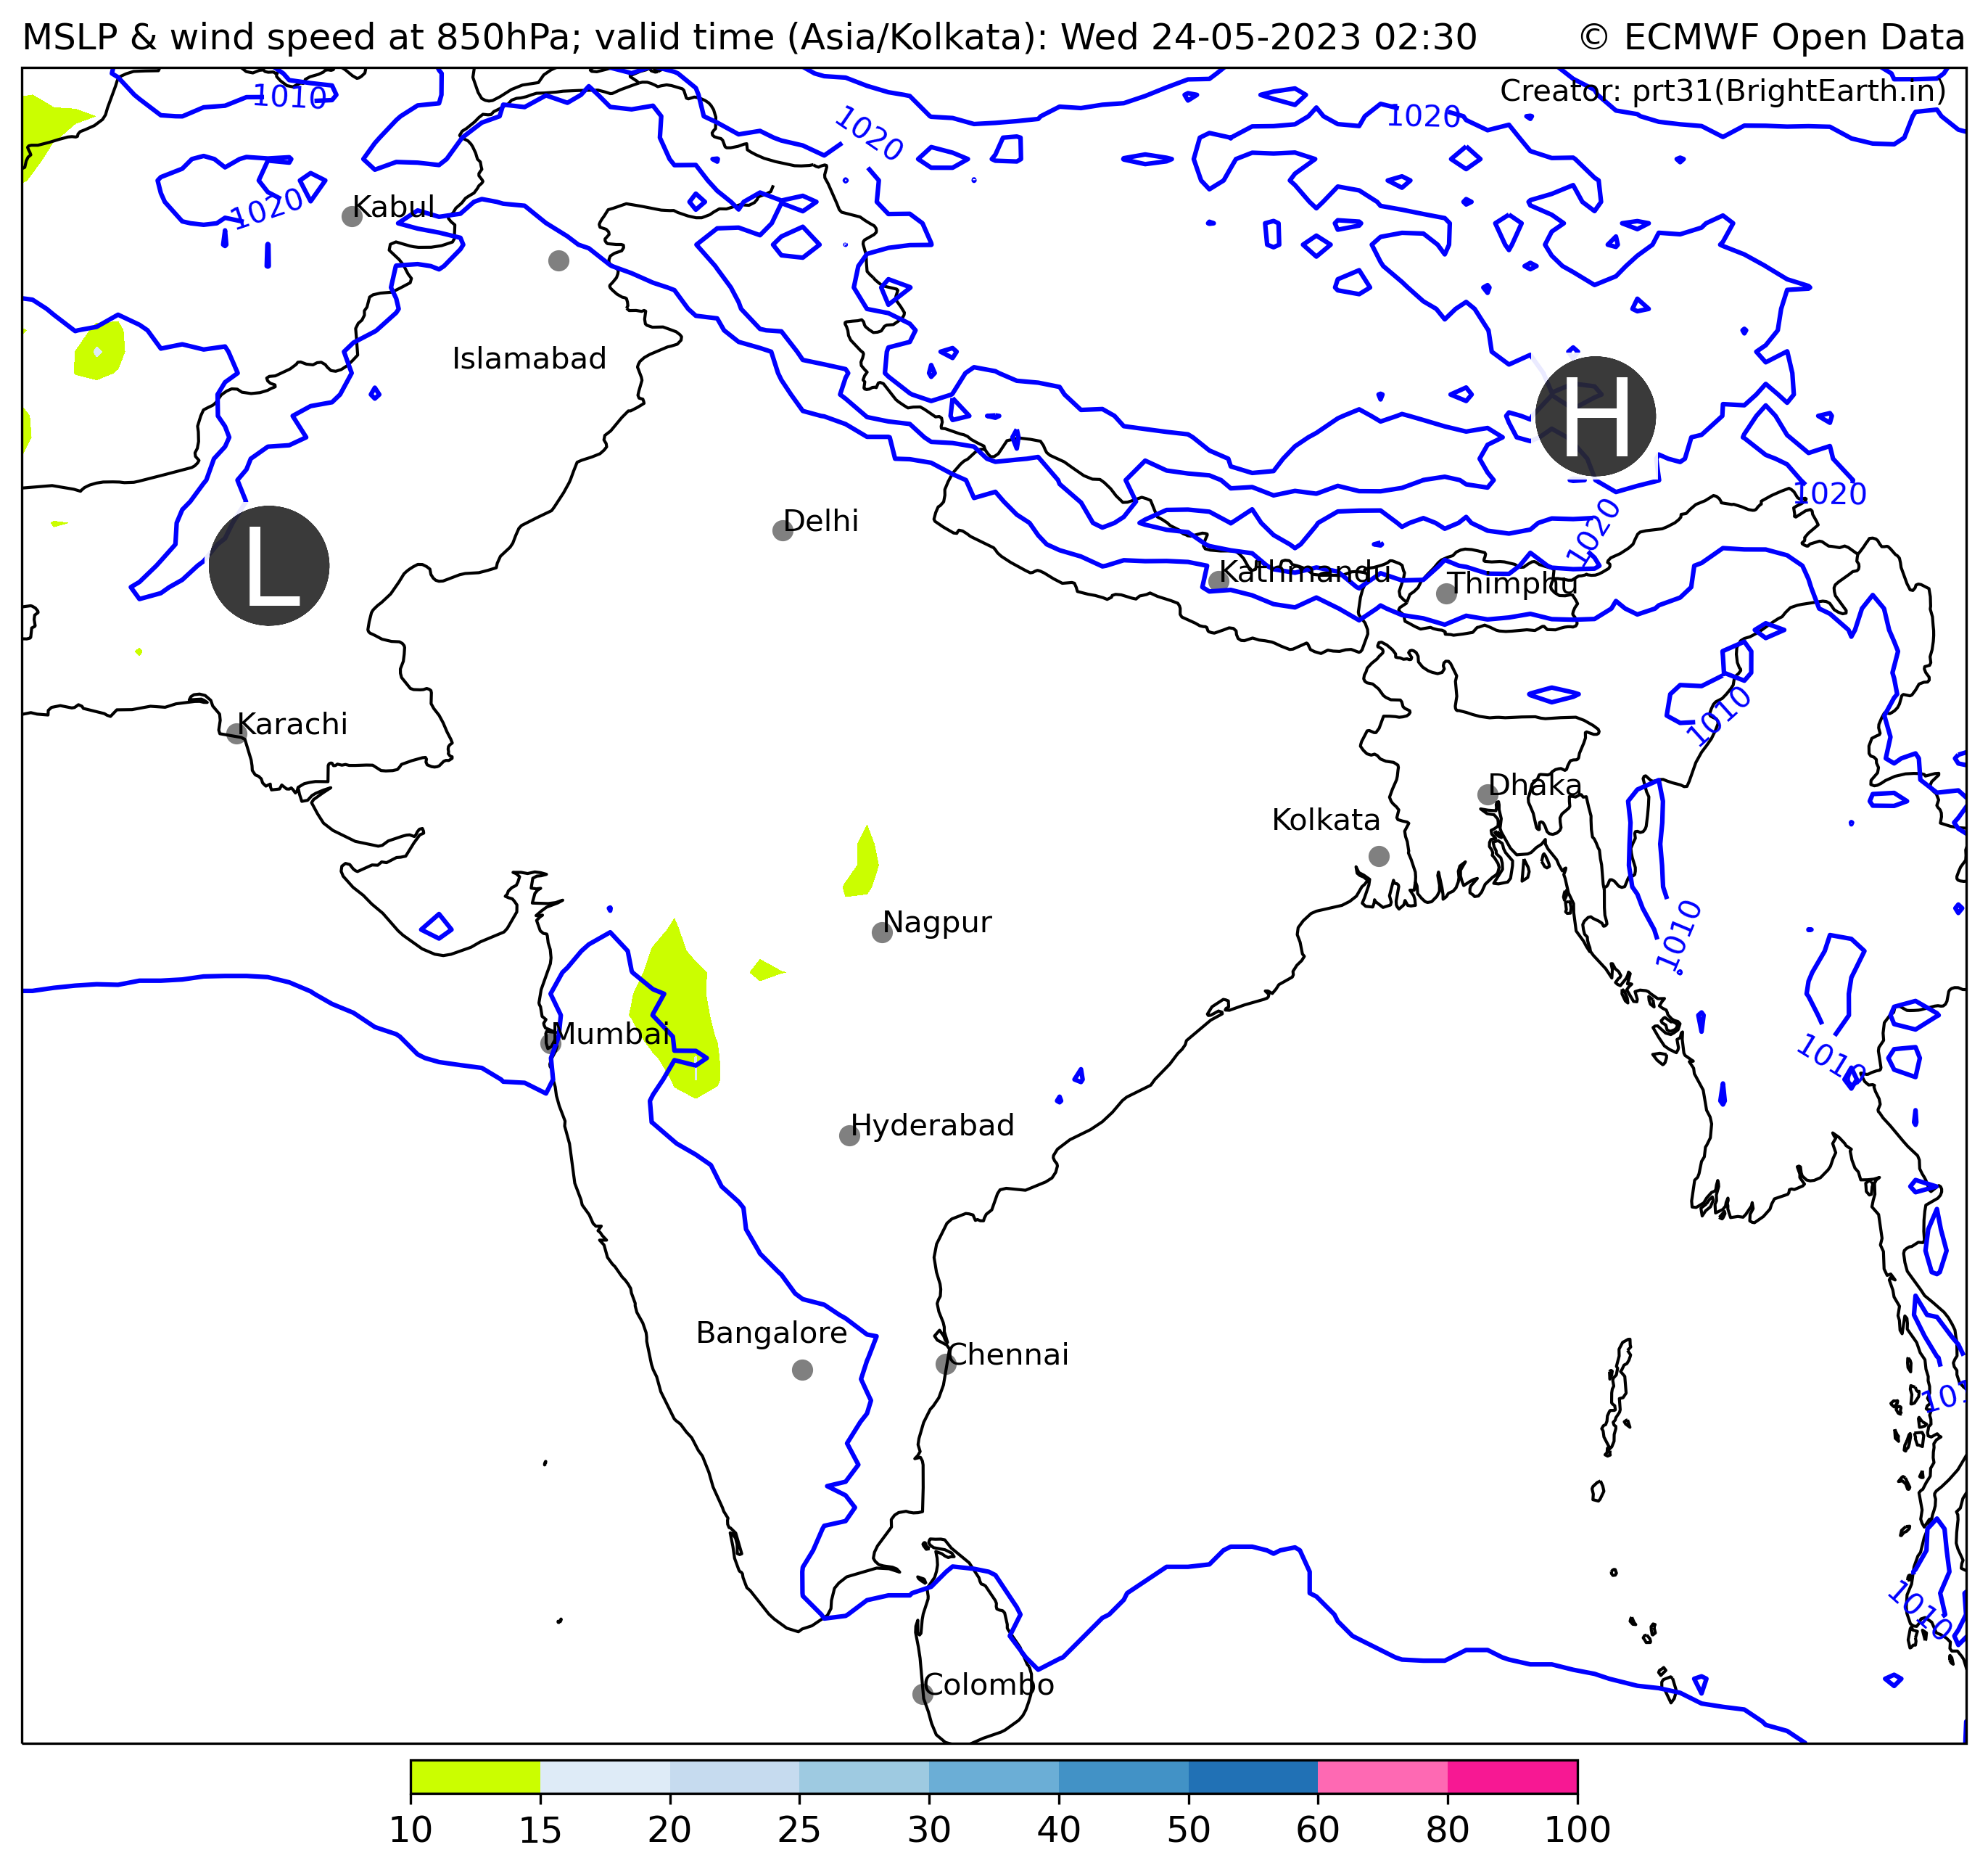 MSLP & wind speed at 850hPa; valid time (Asia/Kolkata): Wed 24-05-2023 02:30
© ECMWF Open Data
Creator: prt31(BrightEarth.in)
1010
1020
1020
1020
Kabul
Islamabad
H
1020
Delhi
1020
L
Kathmandu
Thimphu
Karachi
1010
Dhaka
Kolkata
Nagpur
1010
Mumbai
1010
Hyderabad
Bangalore
Chennai
101
1010
Colombo
10 15 20 25 30 40 50 60 80 100